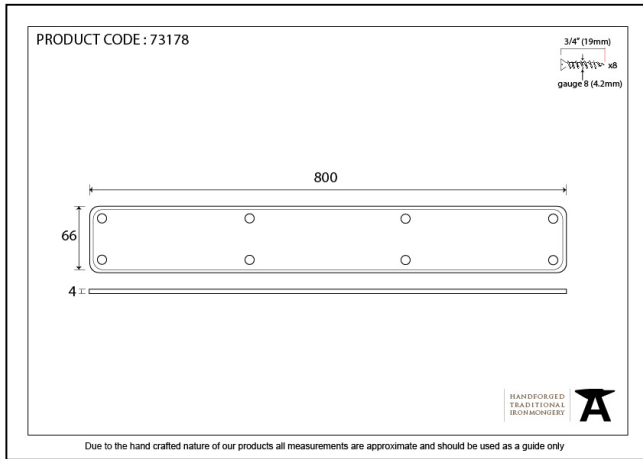 PRODUCT CODE : 73178
3/4" (19mm)
x8
gauge 8 (4.2mm)
800
66
4
HANDFORGED
TRADITIONAL
IRONMONGERY
A
Due to the hand crafted nature of our products all measurements are approximate and should be used as a guide only